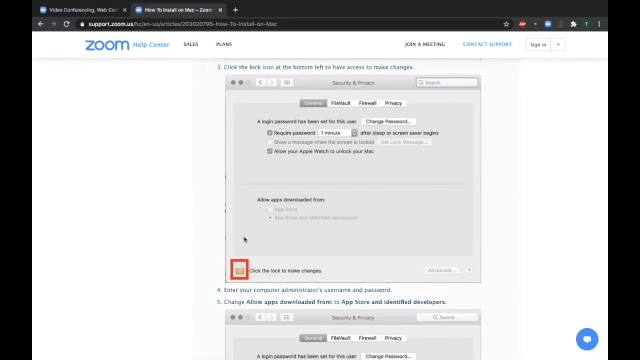 Video Conferencing, Web Con
How To Install on Mac – Zoom
support.zoom.us/hc/en-us/articles/203020795-How-To-Install-on-Mac
zoom Help Center SALES PLANS JOIN A MEETING CONTACT SUPPORT Sign in
3. Click the lock icon at the bottom left to have access to make changes.
Security & Privacy Search
General FileVault Firewall Privacy
A login password has been set for this user Change Password...
Require password 1 minute after sleep or screen saver begins
Show a message when the screen is locked Set Lock Message...
Allow your Apple Watch to unlock your Mac
Allow apps downloaded from:
App Store
App Store and identified developers
Click the lock to make changes. Advanced... ?
4. Enter your computer administrator's username and password.
5. Change Allow apps downloaded from: to App Store and identified developers.
Security & Privacy Search
General FileVault Firewall Privacy
A login password has been set for this user Change Password...